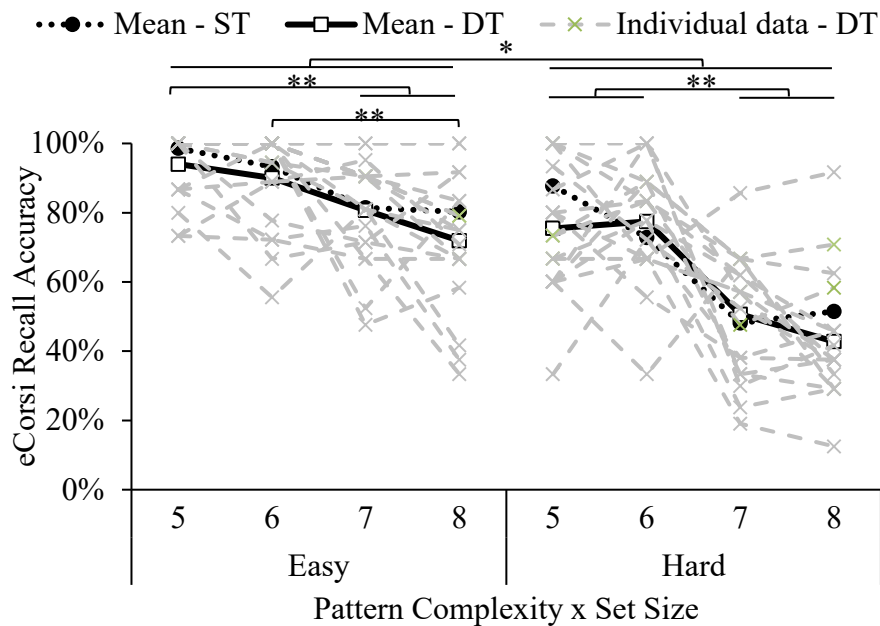 Mean - ST Mean - DT Individual data - DT
*
** **
**
100%
80%
60%
40%
20%
0%
eCorsi Recall Accuracy
5 6 7 8 5 6 7 8
Easy Hard
Pattern Complexity x Set Size